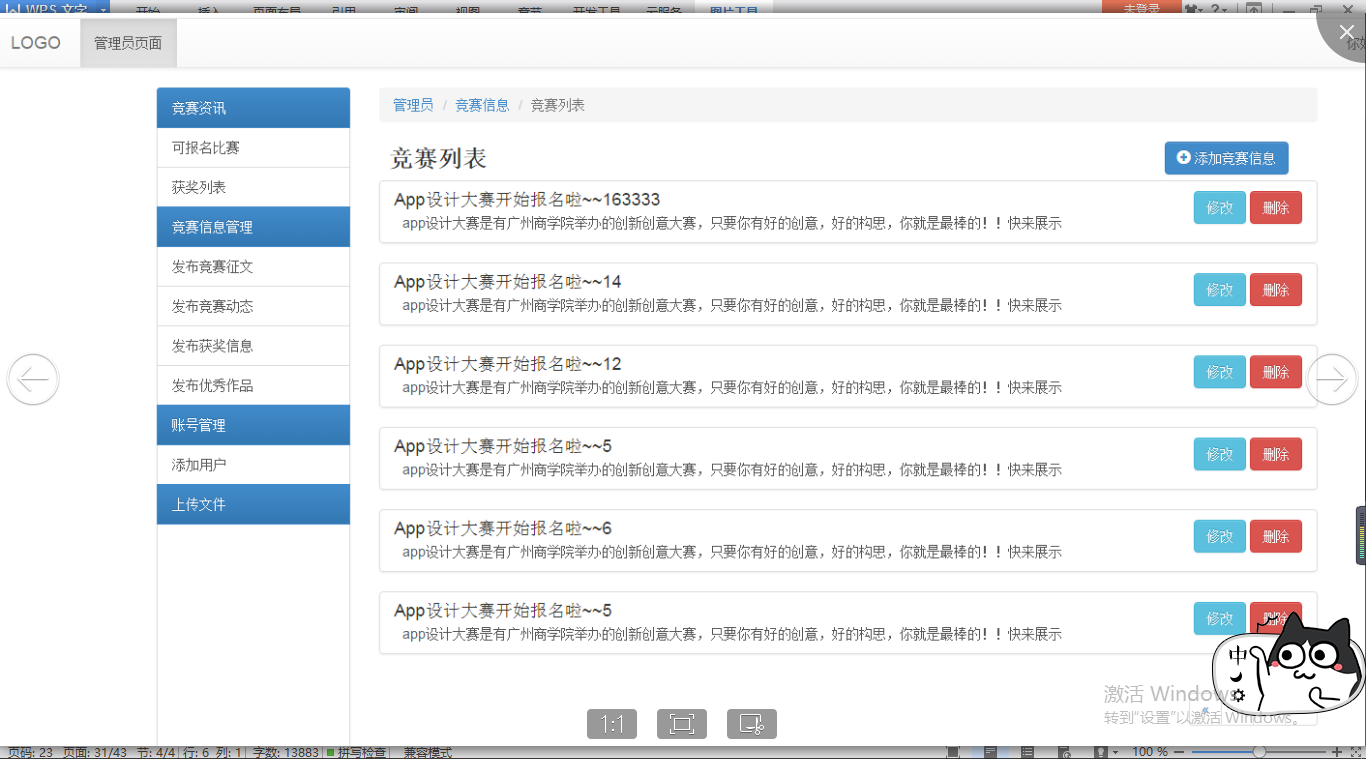 WPS 文字 开始 插入 页面布局 引用 审阅 视图 章节 开发工具 云服务 图片工具 未登录
LOGO 管理员页面
竞赛资讯
可报名比赛
获奖列表
竞赛信息管理
发布竞赛征文
发布竞赛动态
发布获奖信息
发布优秀作品
账号管理
添加用户
上传文件
管理员 / 竞赛信息 / 竞赛列表
竞赛列表 添加竞赛信息
App设计大赛开始报名啦~~163333 修改 删除
app设计大赛是有广州商学院举办的创新创意大赛，只要你有好的创意，好的构思，你就是最棒的！！快来展示
App设计大赛开始报名啦~~14 修改 删除
app设计大赛是有广州商学院举办的创新创意大赛，只要你有好的创意，好的构思，你就是最棒的！！快来展示
App设计大赛开始报名啦~~12 修改 删除
app设计大赛是有广州商学院举办的创新创意大赛，只要你有好的创意，好的构思，你就是最棒的！！快来展示
App设计大赛开始报名啦~~5 修改 删除
app设计大赛是有广州商学院举办的创新创意大赛，只要你有好的创意，好的构思，你就是最棒的！！快来展示
App设计大赛开始报名啦~~6 修改 删除
app设计大赛是有广州商学院举办的创新创意大赛，只要你有好的创意，好的构思，你就是最棒的！！快来展示
App设计大赛开始报名啦~~5 修改 删除
app设计大赛是有广州商学院举办的创新创意大赛，只要你有好的创意，好的构思，你就是最棒的！！快来展示
中
激活 Windows
转到"设置"以激活 Windows。
1:1
页码: 23 页面: 31/43 节: 4/4 行: 6 列: 1 字数: 13883 拼写检查 兼容模式 100 %